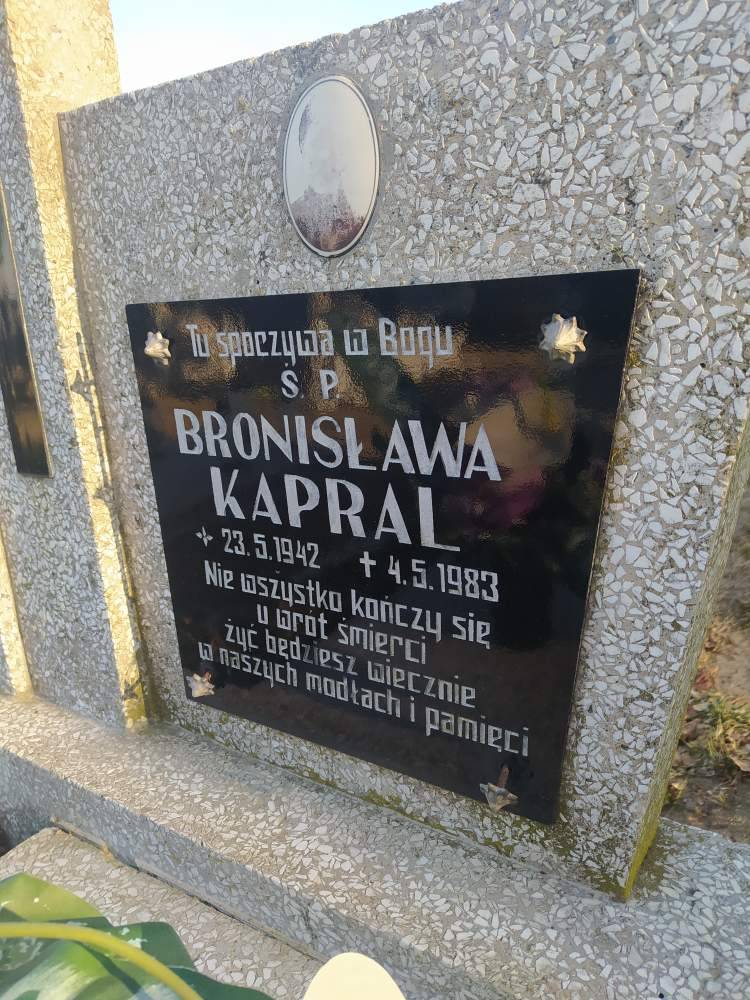 Tu spoczywa w Bogu
Ś. P.
BRONISŁAWA
KAPRAL
23.5.1942 ✝ 4.5.1983
Nie wszystko kończy się
u wrót śmierci
żyć będziesz wiecznie
w naszych modłach i pamięci